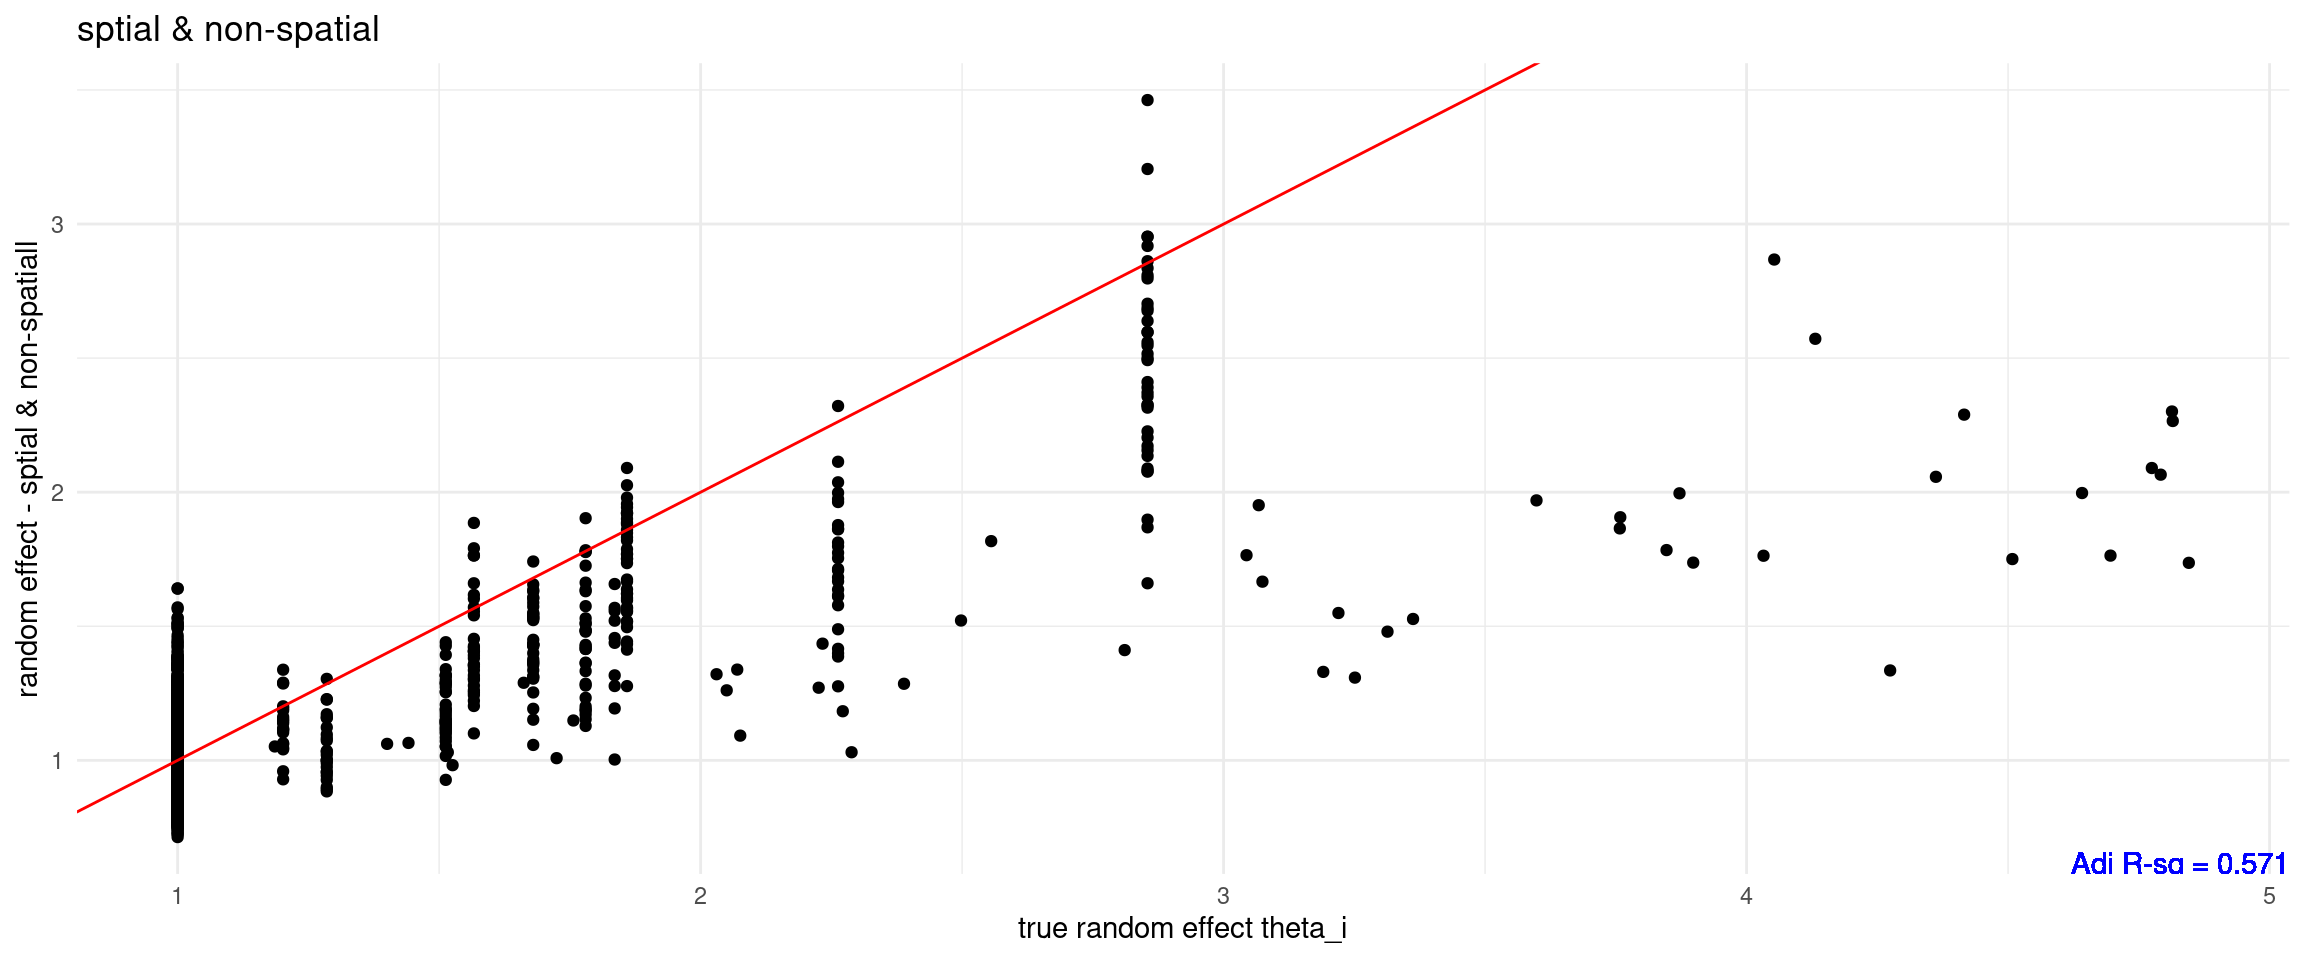 sptial & non-spatial
random effect - sptial & non-spatiall
3
2
1
Adj R-sq = 0.571
1 2 3 4 5
true random effect theta_i